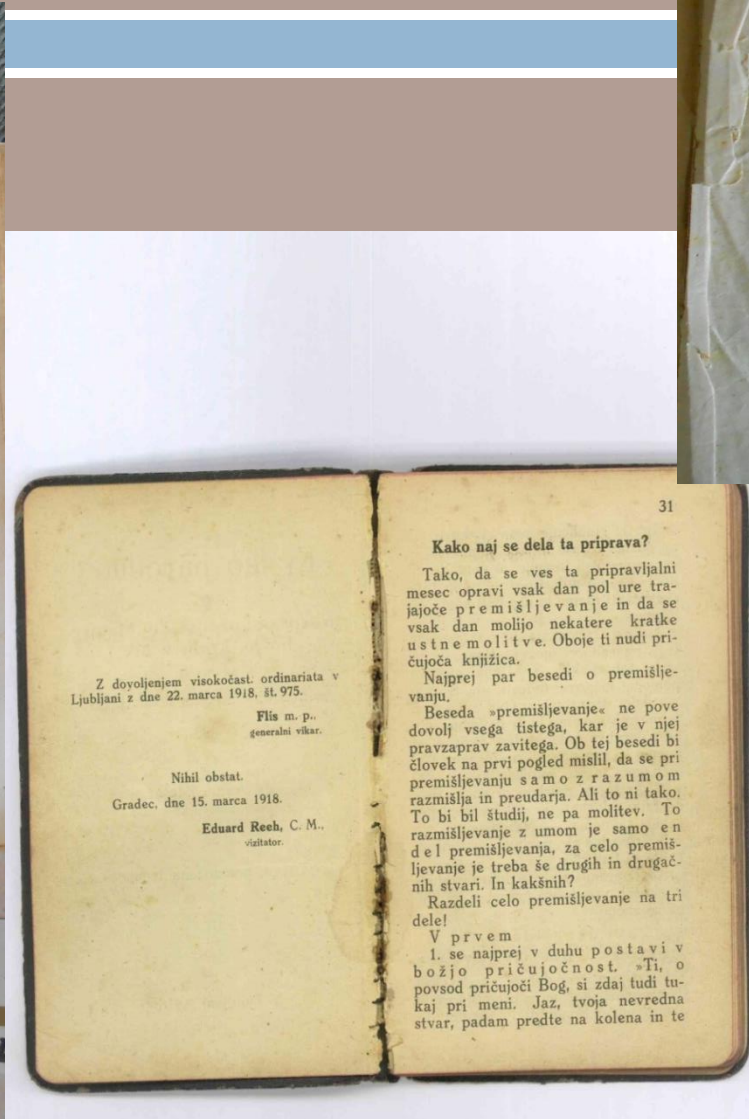 Z dovoljenjem visokočast. ordinariata v
Ljubljani z dne 22. marca 1918, št. 975.
Flis m. p.,
generalni vikar.
Nihil obstat.
Gradec, dne 15. marca 1918.
Eduard Reeh, C. M.,
vizitator.
31
Kako naj se dela ta priprava?
Tako, da se ves ta pripravljalni
mesec opravi vsak dan pol ure tra-
jajoče premišljevanje in da se
vsak dan molijo nekatere kratke
ustne molitve. Oboje ti nudi pri-
čujoča knjižica.
Najprej par besedi o premišlje-
vanju.
Beseda »premišljevanje« ne pove
dovolj vsega tistega, kar je v njej
pravzaprav zavitega. Ob tej besedi bi
človek na prvi pogled mislil, da se pri
premišljevanju samo z razumom
razmišlja in preudarja. Ali to ni tako.
To bi bil študij, ne pa molitev. To
razmišljevanje z umom je samo en
del premišljevanja, za celo premiš-
ljevanje je treba še drugih in drugač-
nih stvari. In kakšnih?
Razdeli celo premišljevanje na tri
dele!
V prvem
1. se najprej v duhu postavi v
božjo pričujočnost. »Ti, o
povsod pričujoči Bog, si zdaj tudi tu-
kaj pri meni. Jaz, tvoja nevredna
stvar, padam predte na kolena in te